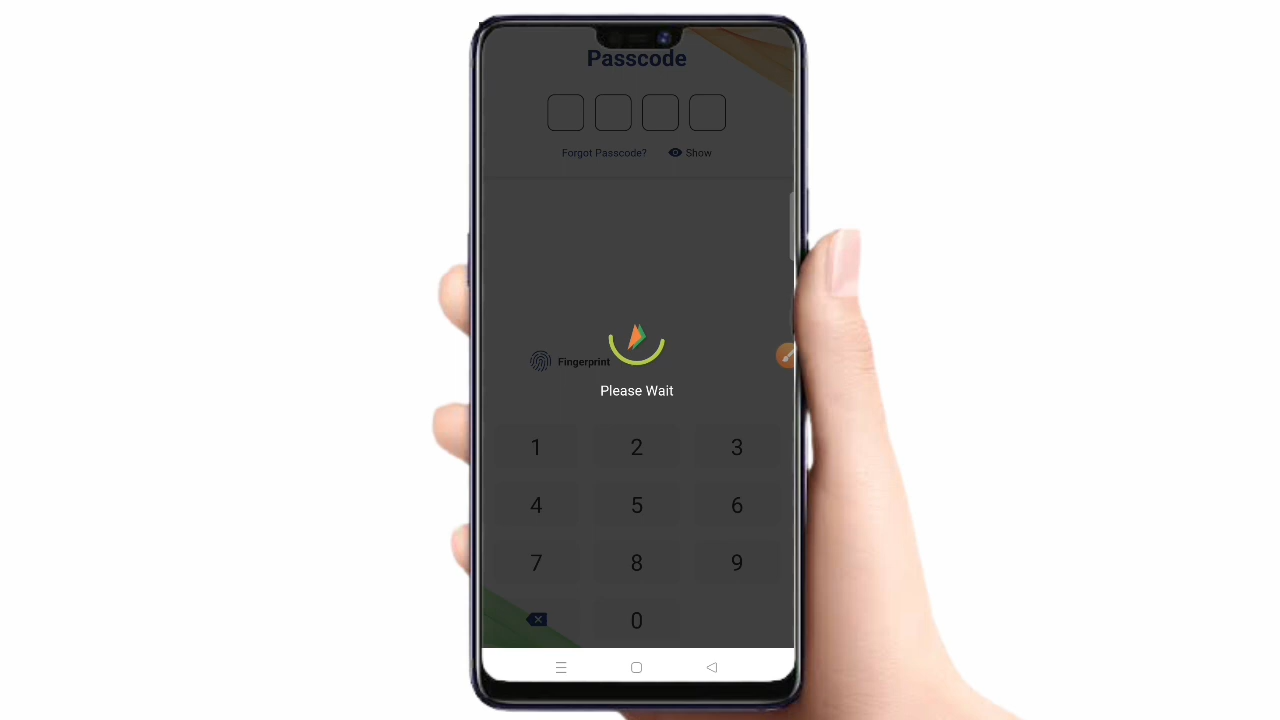 Passcode
Forgot Passcode? Show
Fingerprint
Please Wait
1 2 3
4 5 6
7 8 9
0